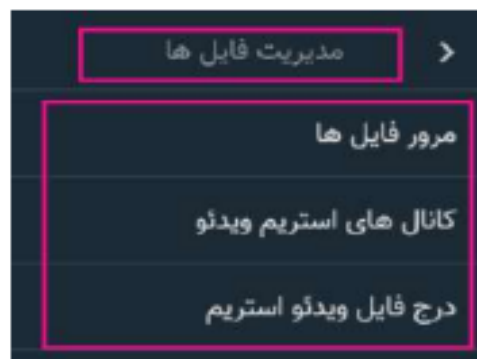 مدیریت فایل ها
مرور فایل ها
کانال های استریم ویدئو
درج فایل ویدئو استریم